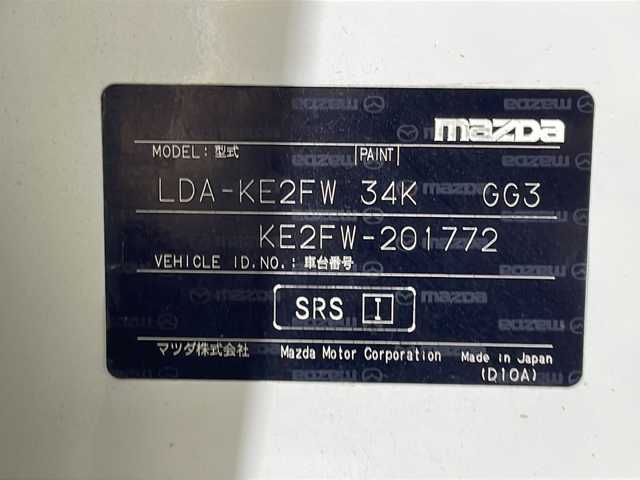 mazda
MODEL: 型式 PAINT
LDA-KE2FW 34K GG3
KE2FW-201772
VEHICLE ID.NO.: 車台番号
SRS I
マツダ株式会社 Mazda Motor Corporation Made in Japan
(D10A)